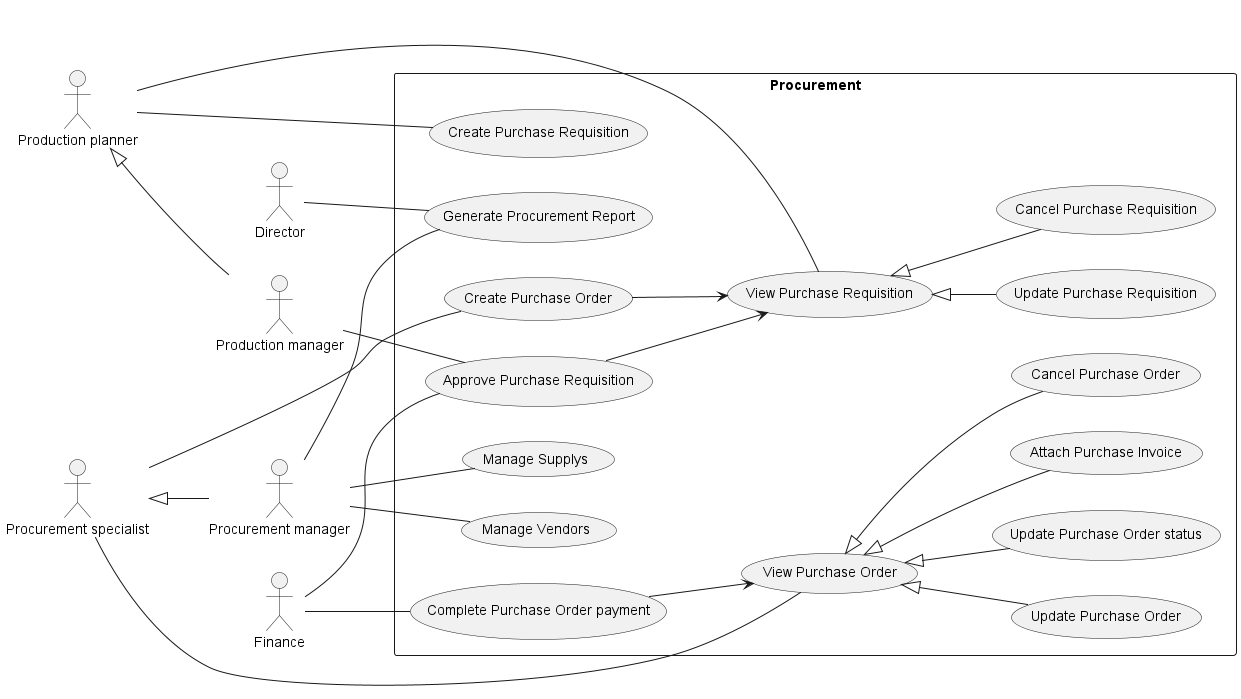 Procurement
Production planner
Create Purchase Requisition
Cancel Purchase Requisition
Generate Procurement Report
Director
View Purchase Requisition
Update Purchase Requisition
Create Purchase Order
Production manager
Cancel Purchase Order
Approve Purchase Requisition
Attach Purchase Invoice
Manage Supplys
Procurement specialist
Procurement manager
Manage Vendors
Update Purchase Order status
View Purchase Order
Complete Purchase Order payment
Update Purchase Order
Finance